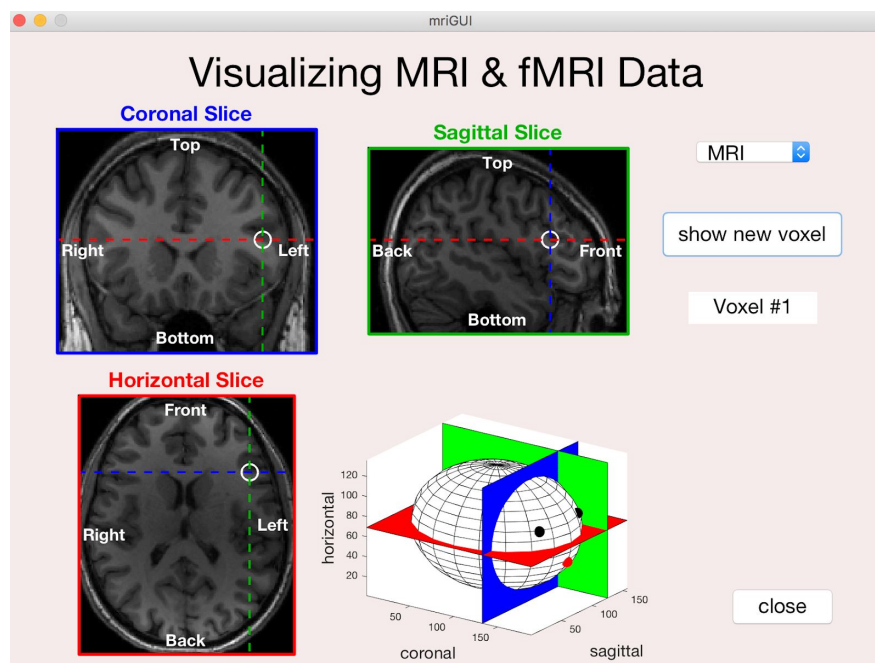 mriGUI
Visualizing MRI & fMRI Data
Coronal Slice
Top
Right
Left
Bottom
Sagittal Slice
Top
Back
Front
Bottom
MRI
show new voxel
Voxel #1
Horizontal Slice
Front
Right
Left
Back
horizontal
120
100
80
60
40
20
50
100
150
coronal
50
100
150
sagittal
close